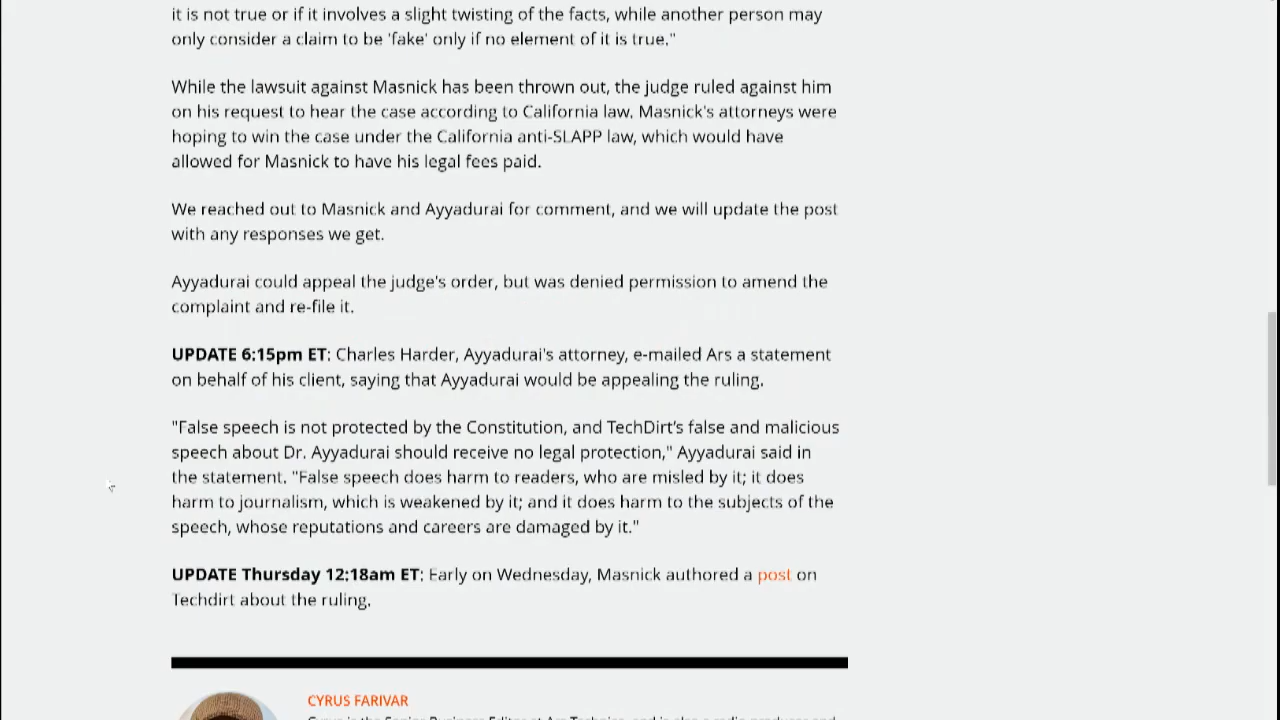 it is not true or if it involves a slight twisting of the facts, while another person may
only consider a claim to be 'fake' only if no element of it is true."
While the lawsuit against Masnick has been thrown out, the judge ruled against him
on his request to hear the case according to California law. Masnick's attorneys were
hoping to win the case under the California anti-SLAPP law, which would have
allowed for Masnick to have his legal fees paid.
We reached out to Masnick and Ayyadurai for comment, and we will update the post
with any responses we get.
Ayyadurai could appeal the judge's order, but was denied permission to amend the
complaint and re-file it.
UPDATE 6:15pm ET: Charles Harder, Ayyadurai's attorney, e-mailed Ars a statement
on behalf of his client, saying that Ayyadurai would be appealing the ruling.
"False speech is not protected by the Constitution, and TechDirt's false and malicious
speech about Dr. Ayyadurai should receive no legal protection," Ayyadurai said in
the statement. "False speech does harm to readers, who are misled by it; it does
harm to journalism, which is weakened by it; and it does harm to the subjects of the
speech, whose reputations and careers are damaged by it."
UPDATE Thursday 12:18am ET: Early on Wednesday, Masnick authored a post on
Techdirt about the ruling.
CYRUS FARIVAR